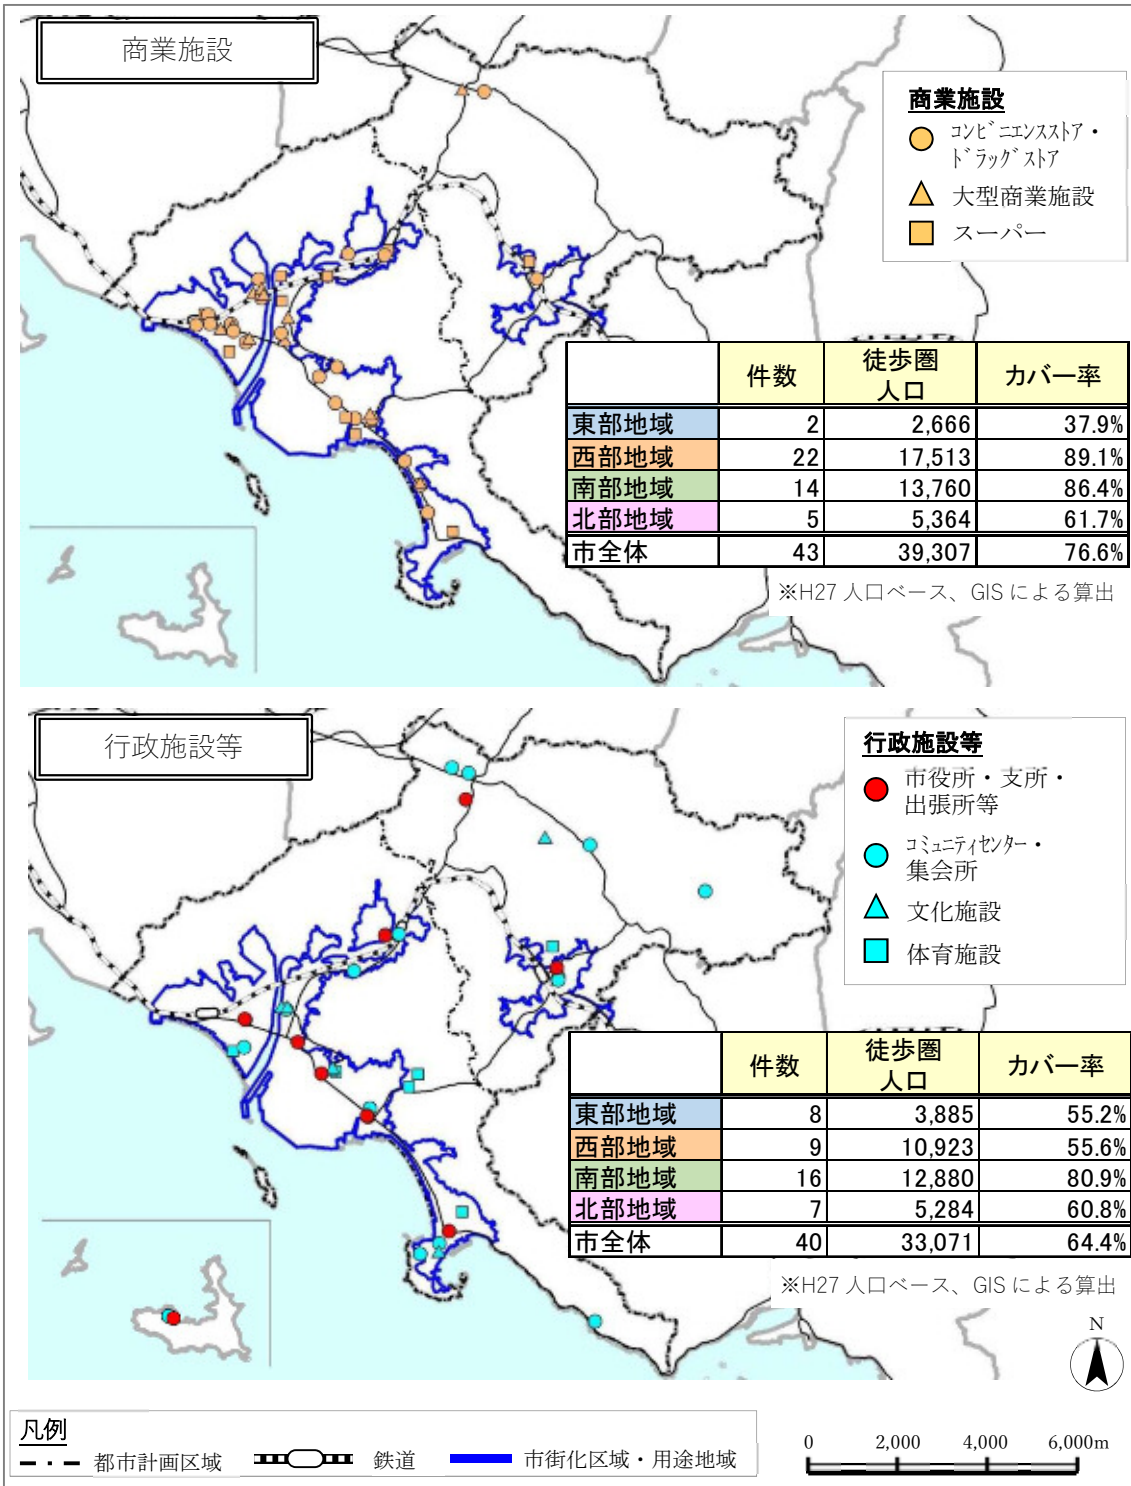 商業施設
商業施設
コンビニエンスストア・
ドラッグストア
大型商業施設
スーパー
件数 徒歩圏人口 カバー率
東部地域 2 2,666 37.9%
西部地域 22 17,513 89.1%
南部地域 14 13,760 86.4%
北部地域 5 5,364 61.7%
市全体 43 39,307 76.6%
※H27 人口ベース、GIS による算出
行政施設等
行政施設等
市役所・支所・
出張所等
コミュニティセンター・
集会所
文化施設
体育施設
件数 徒歩圏人口 カバー率
東部地域 8 3,885 55.2%
西部地域 9 10,923 55.6%
南部地域 16 12,880 80.9%
北部地域 7 5,284 60.8%
市全体 40 33,071 64.4%
※H27 人口ベース、GIS による算出
N
凡例
都市計画区域 鉄道 市街化区域・用途地域
0 2,000 4,000 6,000m